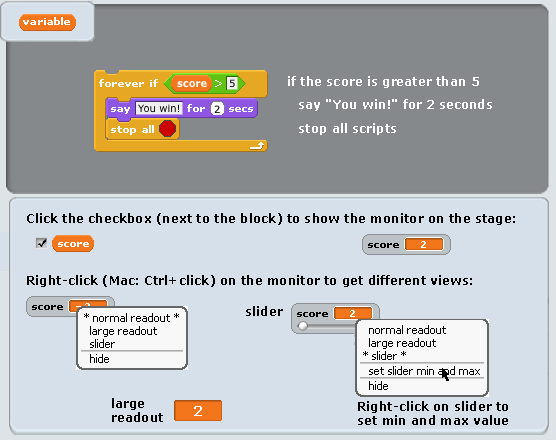 variable
forever if score > 5
say You win! for 2 secs
stop all
if the score is greater than 5
say "You win!" for 2 seconds
stop all scripts
Click the checkbox (next to the block) to show the monitor on the stage:
score
score 2
Right-click (Mac: Ctrl+click) on the monitor to get different views:
score
* normal readout *
large readout
slider
hide
slider
score 2
normal readout
large readout
* slider *
set slider min and max
hide
large
readout
2
Right-click on slider to
set min and max value